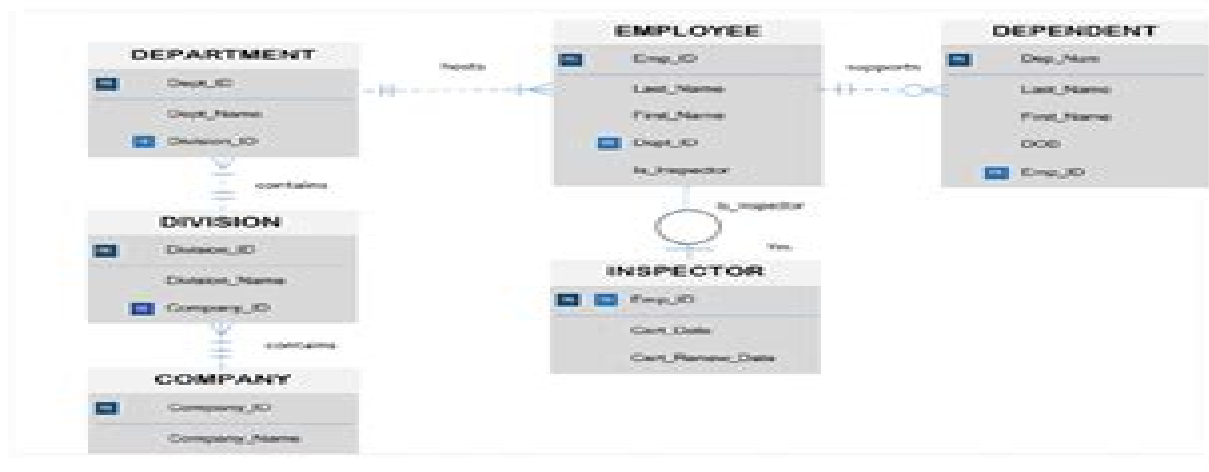 DEPARTMENT
Dept_ID
Dept_Name
Division_ID
hosts
EMPLOYEE
Emp_ID
Last_Name
First_Name
Dept_ID
Is_Inspector
supports
DEPENDENT
Dep_Num
Last_Name
First_Name
DOB
Emp_ID
contains
DIVISION
Division_ID
Division_Name
Company_ID
contains
COMPANY
Company_ID
Company_Name
Is_Inspector
Yes
INSPECTOR
Emp_ID
Cert_Date
Cert_Renew_Date